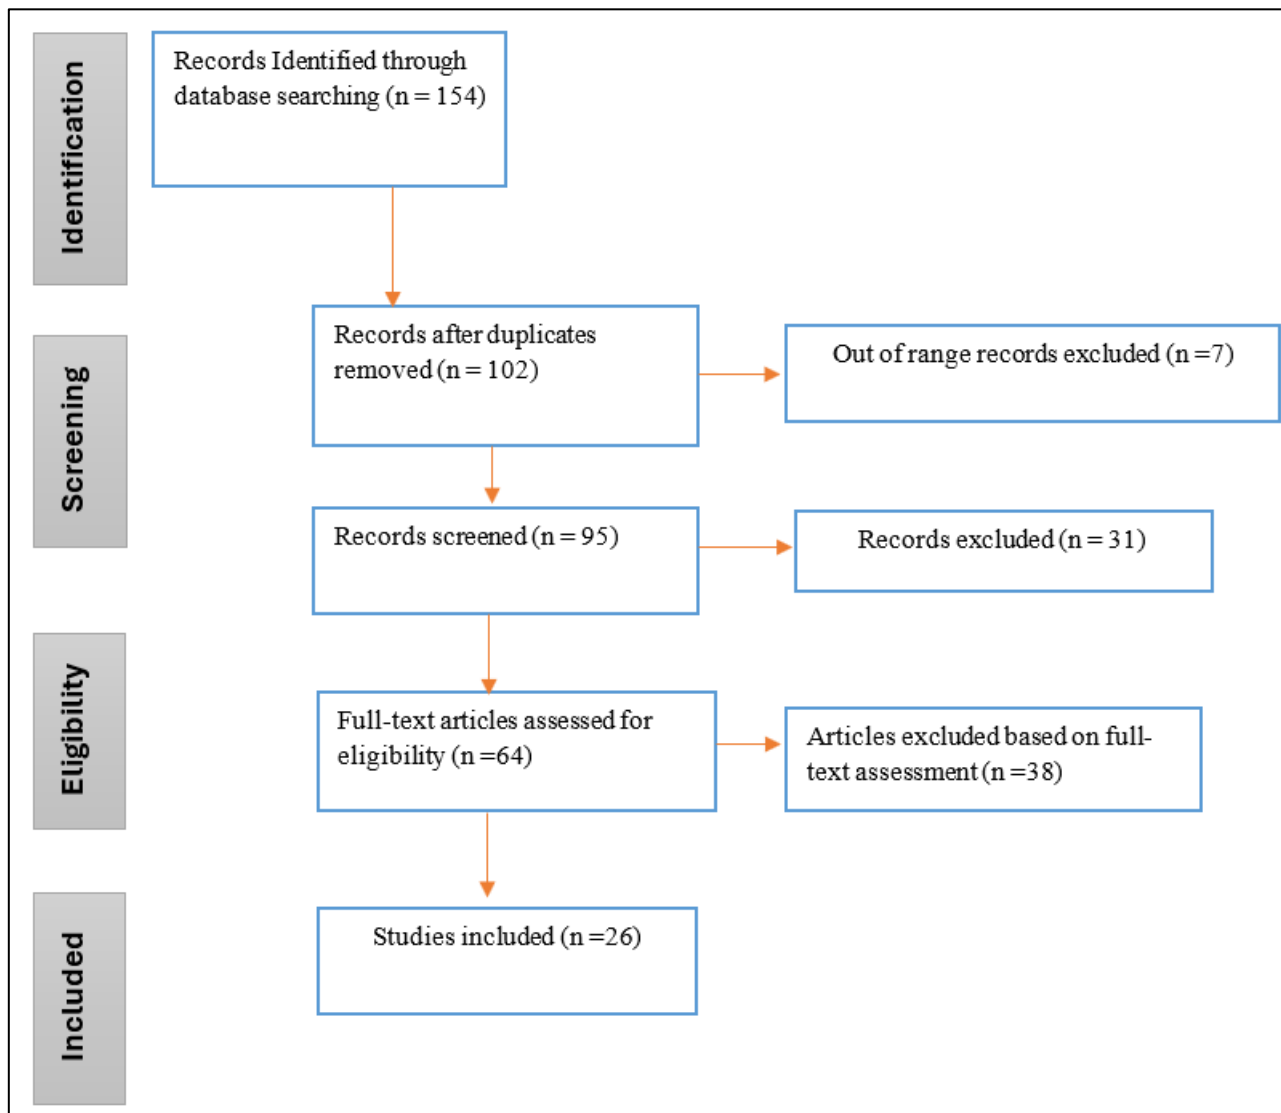 Identification
Records Identified through
database searching (n = 154)
Screening
Records after duplicates
removed (n = 102)
Out of range records excluded (n =7)
Records screened (n = 95)
Records excluded (n = 31)
Eligibility
Full-text articles assessed for
eligibility (n =64)
Articles excluded based on full-
text assessment (n =38)
Included
Studies included (n =26)